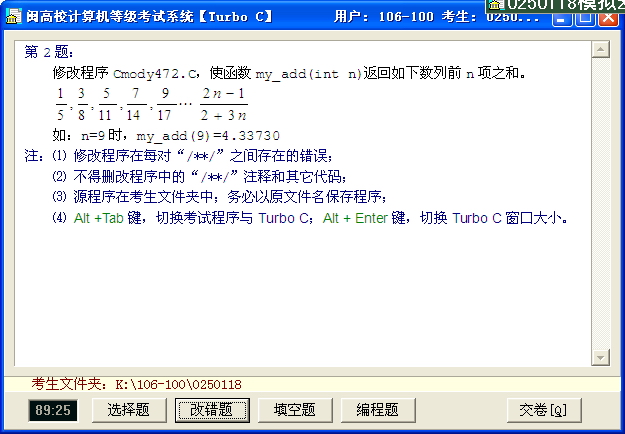 闽高校计算机等级考试系统【Turbo C】 用户: 106-100 考生: 0250... 0250118模拟
第 2 题:
修改程序 Cmody472.C,使函数 my_add(int n)返回如下数列前 n 项之和。
1/5, 3/8, 5/11, 7/14, 9/17 … (2n−1)/(2+3n)
如: n=9 时, my_add(9)=4.33730
注: ⑴ 修改程序在每对“/**/”之间存在的错误;
⑵ 不得删改程序中的“/**/”注释和其它代码;
⑶ 源程序在考生文件夹中; 务必以原文件名保存程序;
⑷ Alt +Tab 键, 切换考试程序与 Turbo C; Alt + Enter 键, 切换 Turbo C 窗口大小。
考生文件夹: K:\106-100\0250118
89:25 选择题 改错题 填空题 编程题 交卷[Q]